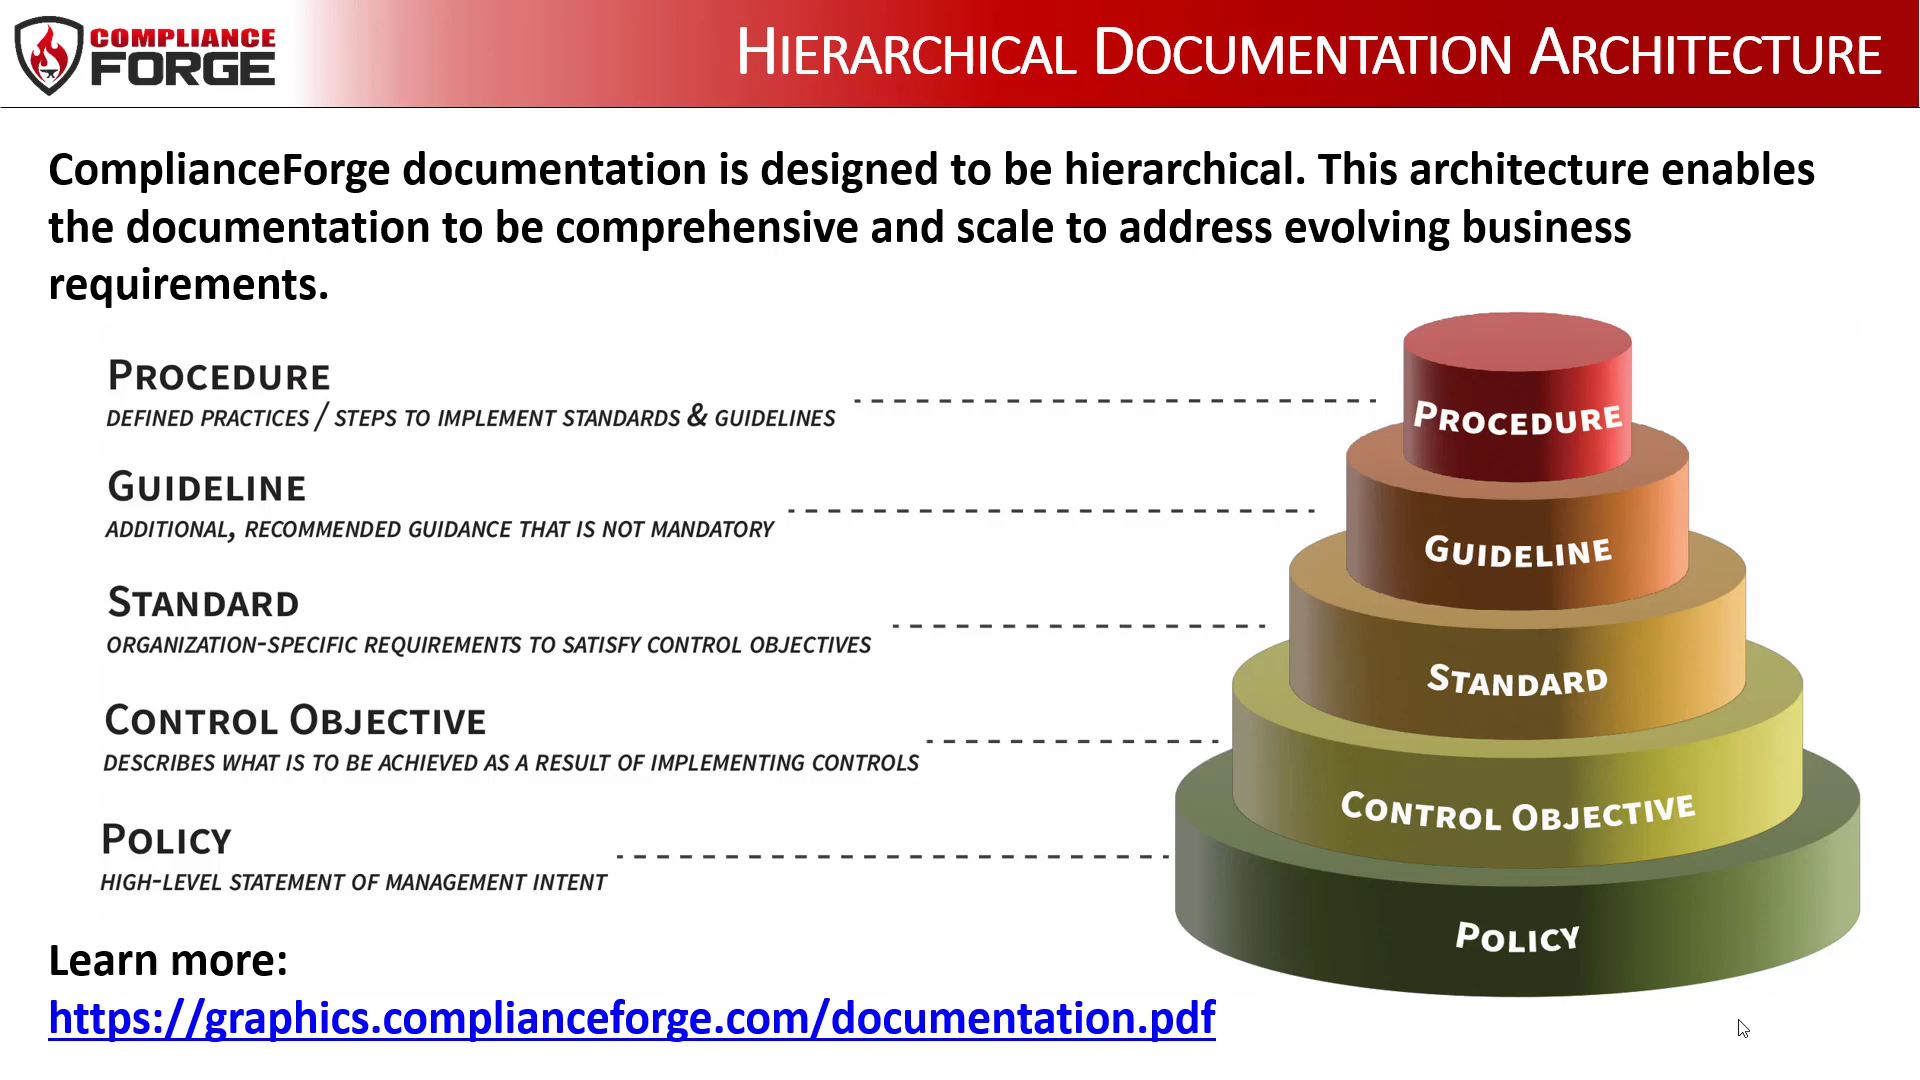 COMPLIANCE
FORGE
HIERARCHICAL DOCUMENTATION ARCHITECTURE
ComplianceForge documentation is designed to be hierarchical. This architecture enables
the documentation to be comprehensive and scale to address evolving business
requirements.
PROCEDURE
DEFINED PRACTICES / STEPS TO IMPLEMENT STANDARDS & GUIDELINES
GUIDELINE
ADDITIONAL, RECOMMENDED GUIDANCE THAT IS NOT MANDATORY
STANDARD
ORGANIZATION-SPECIFIC REQUIREMENTS TO SATISFY CONTROL OBJECTIVES
CONTROL OBJECTIVE
DESCRIBES WHAT IS TO BE ACHIEVED AS A RESULT OF IMPLEMENTING CONTROLS
POLICY
HIGH-LEVEL STATEMENT OF MANAGEMENT INTENT
PROCEDURE
GUIDELINE
STANDARD
CONTROL OBJECTIVE
POLICY
Learn more:
https://graphics.complianceforge.com/documentation.pdf